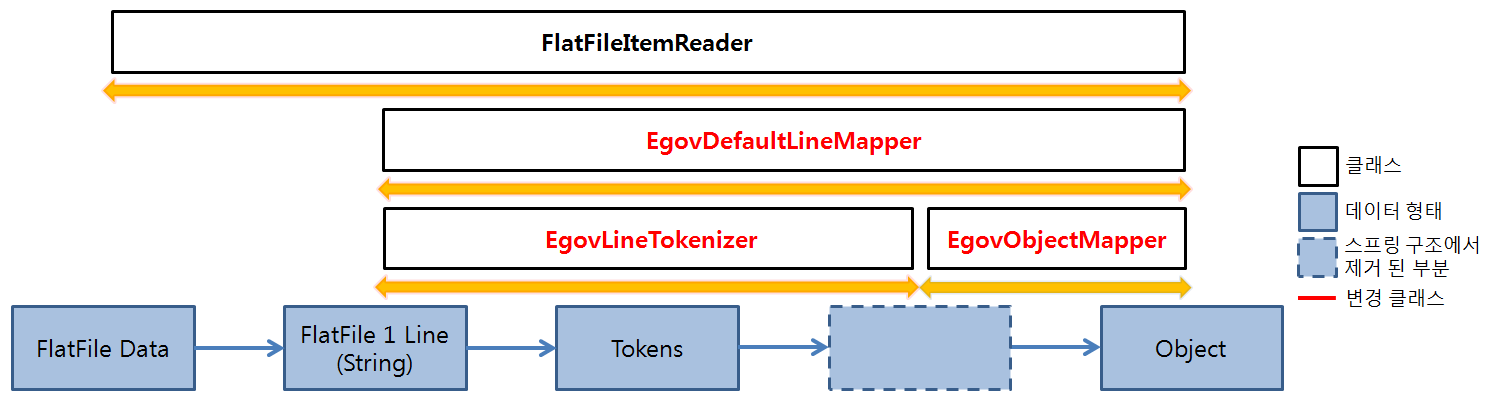 FlatFileItemReader
EgovDefaultLineMapper
EgovLineTokenizer
EgovObjectMapper
FlatFile Data
FlatFile 1 Line
(String)
Tokens
Object
클래스
데이터 형태
스프링 구조에서
제거 된 부분
변경 클래스